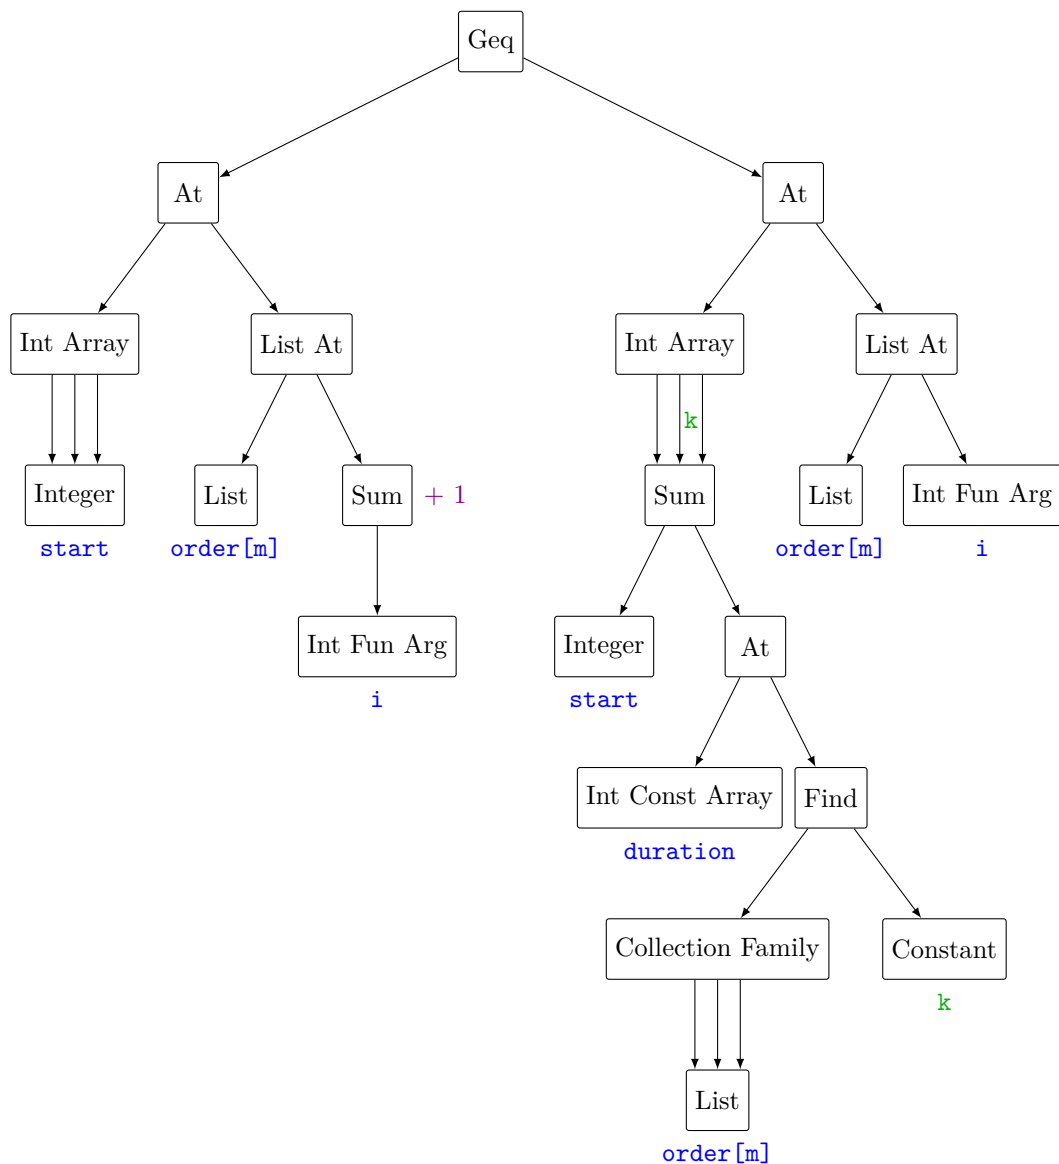 Geq
At
At
Int Array
List At
Int Array
List At
k
Integer
List
Sum
+ 1
Sum
List
Int Fun Arg
start
order[m]
order[m]
i
Int Fun Arg
Integer
At
i
start
Int Const Array
Find
duration
Collection Family
Constant
k
List
order[m]